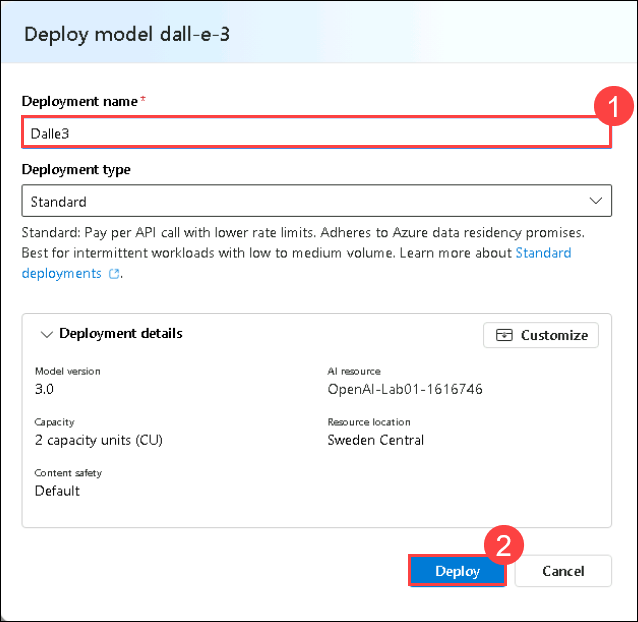 Deploy model dall-e-3
Deployment name *
1
Dalle3
Deployment type
Standard
Standard: Pay per API call with lower rate limits. Adheres to Azure data residency promises.
Best for intermittent workloads with low to medium volume. Learn more about Standard
deployments.
Deployment details
Customize
Model version
AI resource
3.0
OpenAI-Lab01-1616746
Capacity
Resource location
2 capacity units (CU)
Sweden Central
Content safety
Default
2
Deploy
Cancel